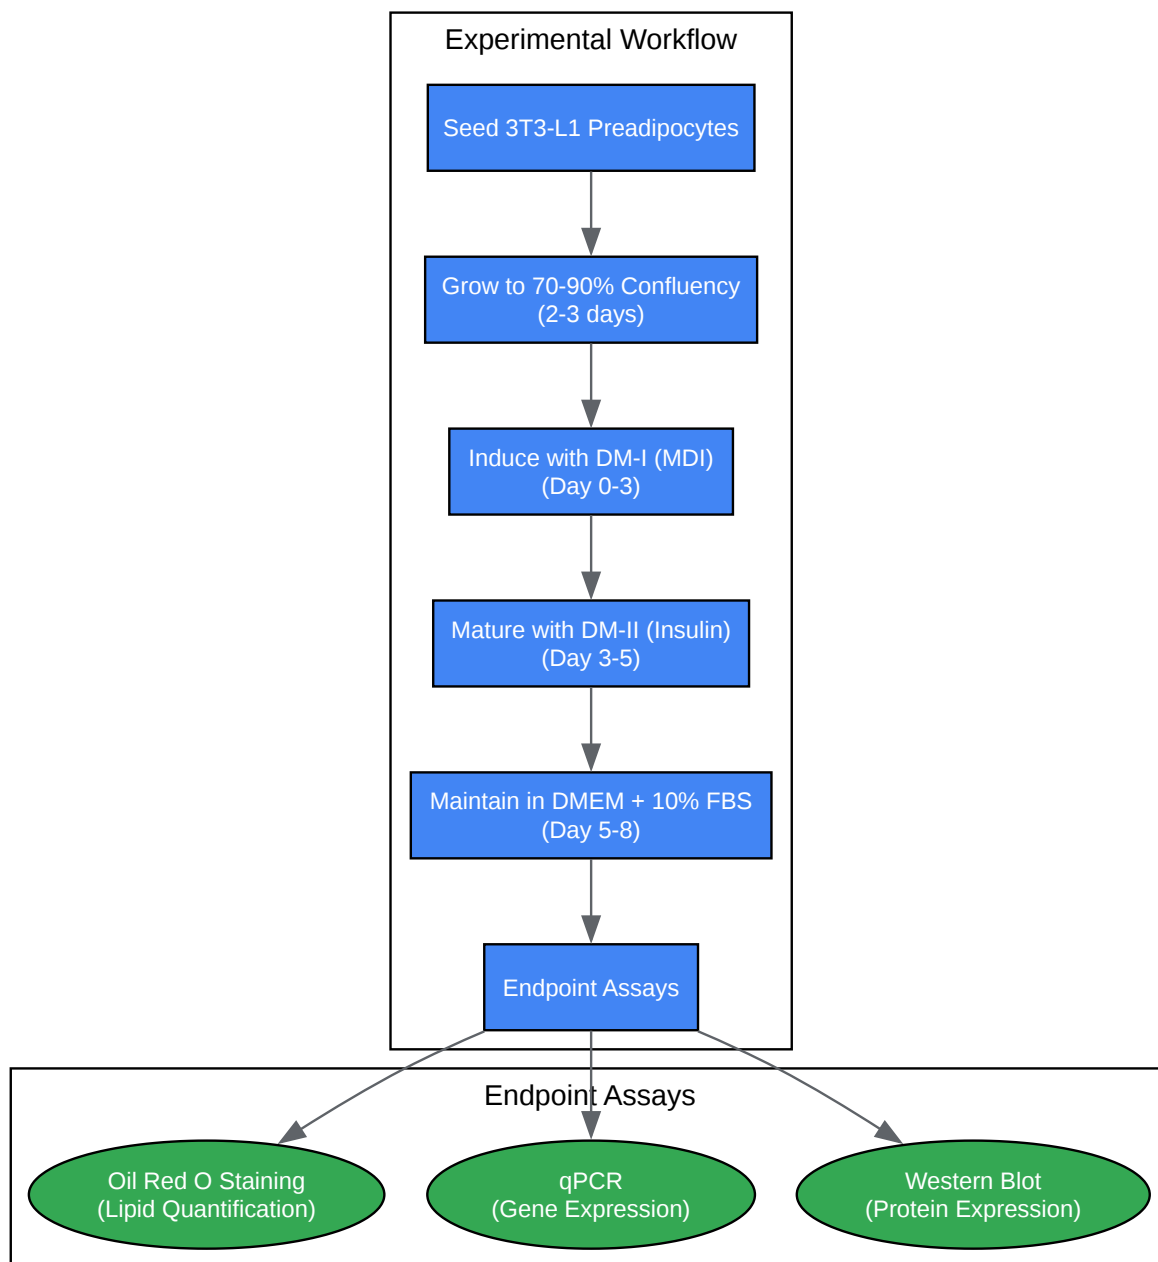 Experimental Workflow
Seed 3T3-L1 Preadipocytes
Grow to 70-90% Confluency
(2-3 days)
Induce with DM-I (MDI)
(Day 0-3)
Mature with DM-II (Insulin)
(Day 3-5)
Maintain in DMEM + 10% FBS
(Day 5-8)
Endpoint Assays
Endpoint Assays
Oil Red O Staining
(Lipid Quantification)
qPCR
(Gene Expression)
Western Blot
(Protein Expression)